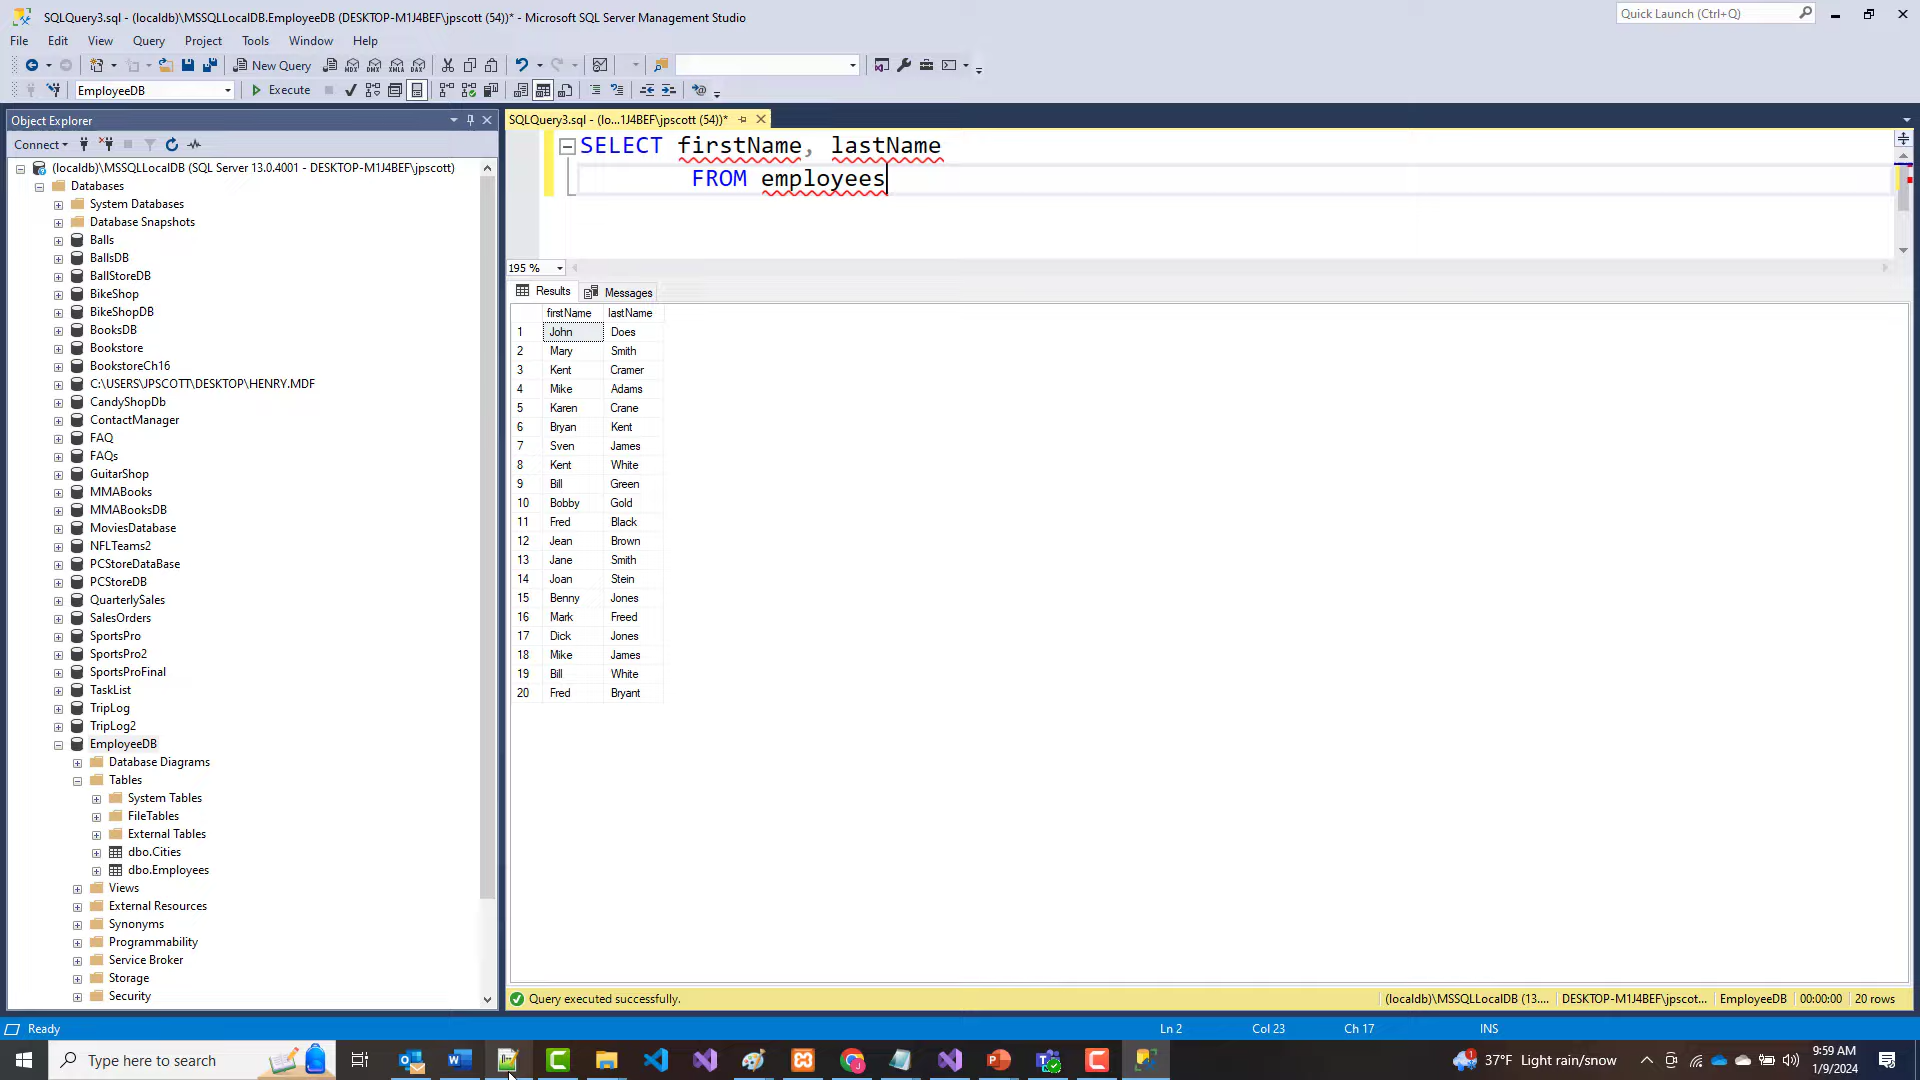 SQLQuery3.sql - (localdb)\MSSQLLocalDB.EmployeeDB (DESKTOP-M1J4BEF\jpscott (54))* - Microsoft SQL Server Management Studio
Quick Launch (Ctrl+Q)
File Edit View Query Project Tools Window Help
New Query
EmployeeDB
Execute
Object Explorer
Connect
(localdb)\MSSQLLocalDB (SQL Server 13.0.4001 - DESKTOP-M1J4BEF\jpscott)
Databases
System Databases
Database Snapshots
Balls
BallsDB
BallStoreDB
BikeShop
BikeShopDB
BooksDB
Bookstore
BookstoreCh16
C:\USERS\JPSCOTT\DESKTOP\HENRY.MDF
CandyShopDb
ContactManager
FAQ
FAQs
GuitarShop
MMABooks
MMABooksDB
MoviesDatabase
NFLTeams2
PCStoreDataBase
PCStoreDB
QuarterlySales
SalesOrders
SportsPro
SportsPro2
SportsProFinal
TaskList
TripLog
TripLog2
EmployeeDB
Database Diagrams
Tables
System Tables
FileTables
External Tables
dbo.Cities
dbo.Employees
Views
External Resources
Synonyms
Programmability
Service Broker
Storage
Security
SQLQuery3.sql - (lo...1J4BEF\jpscott (54))*
SELECT firstName, lastName
FROM employees
195 %
Results Messages
firstName lastName
1 John Does
2 Mary Smith
3 Kent Cramer
4 Mike Adams
5 Karen Crane
6 Bryan Kent
7 Sven James
8 Kent White
9 Bill Green
10 Bobby Gold
11 Fred Black
12 Jean Brown
13 Jane Smith
14 Joan Stein
15 Benny Jones
16 Mark Freed
17 Dick Jones
18 Mike James
19 Bill White
20 Fred Bryant
Query executed successfully.
(localdb)\MSSQLLocalDB (13.... DESKTOP-M1J4BEF\jpscot... EmployeeDB 00:00:00 20 rows
Ready
Ln 2 Col 23 Ch 17 INS
Type here to search
37°F Light rain/snow
9:59 AM
1/9/2024